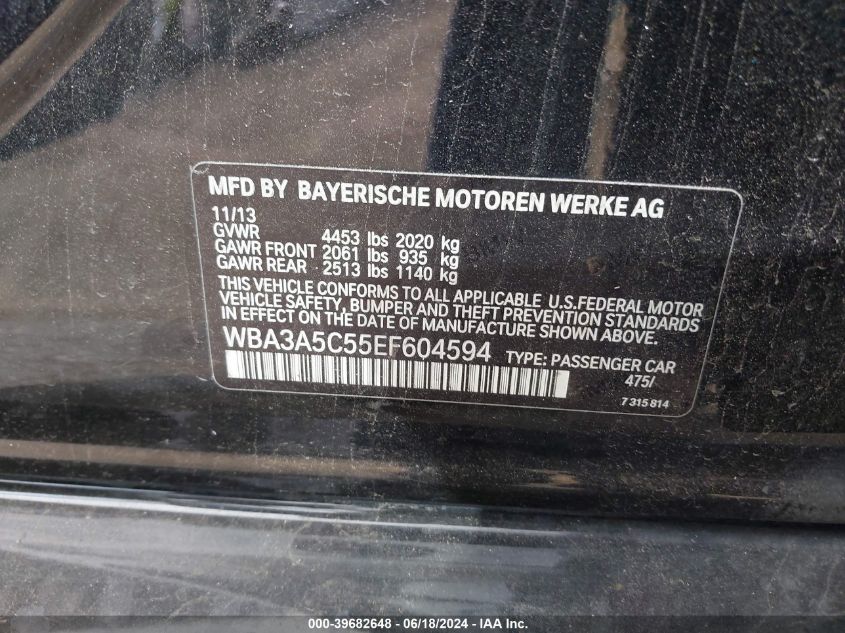 MFD BY BAYERISCHE MOTOREN WERKE AG
11/13
GVWR 4453 lbs 2020 kg
GAWR FRONT 2061 lbs 935 kg
GAWR REAR 2513 lbs 1140 kg
THIS VEHICLE CONFORMS TO ALL APPLICABLE U.S.FEDERAL MOTOR
VEHICLE SAFETY, BUMPER AND THEFT PREVENTION STANDARDS
IN EFFECT ON THE DATE OF MANUFACTURE SHOWN ABOVE.
WBA3A5C55EF604594 TYPE: PASSENGER CAR
475/
7 315 814
000-39682648 - 06/18/2024 - IAAI.com